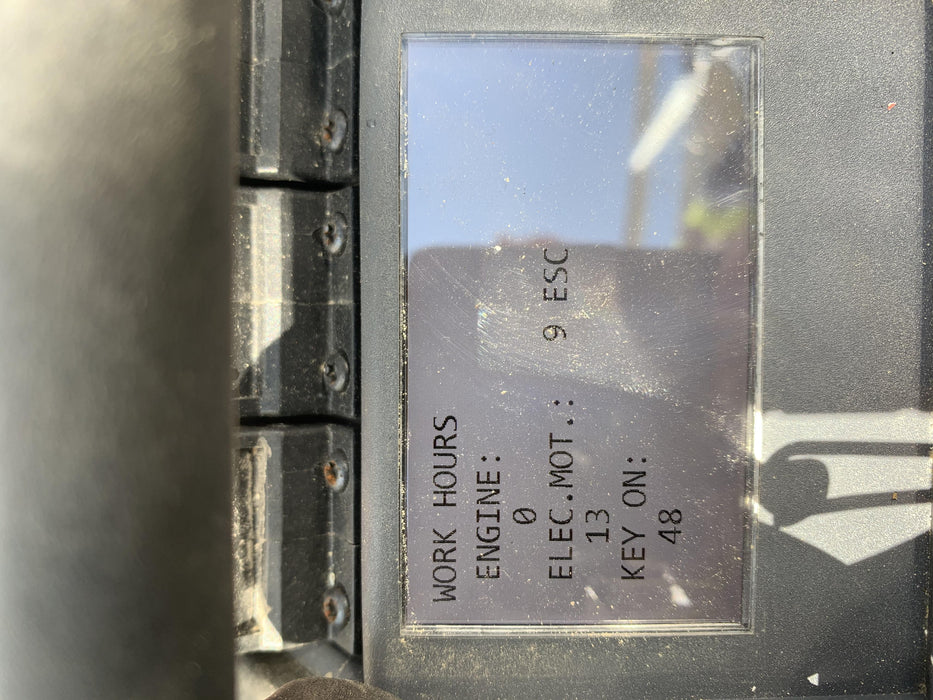 WORK HOURS
ENGINE:
0
ELEC.MOT.: 9 ESC
13
KEY ON:
48